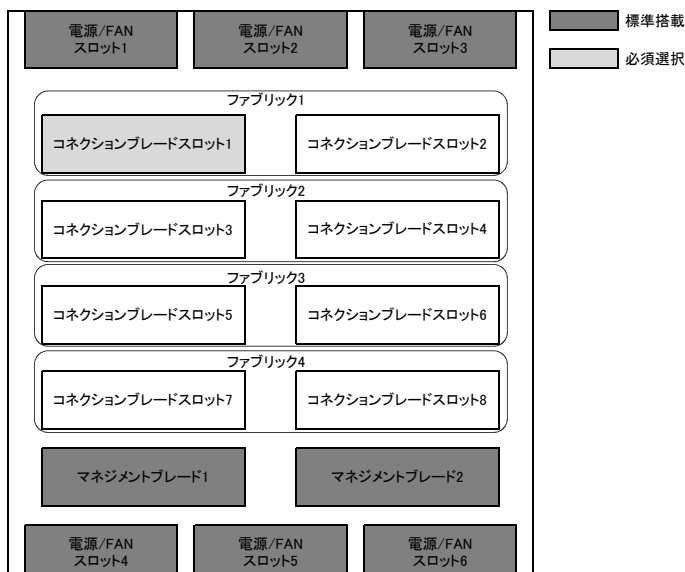 電源/FAN
スロット1
電源/FAN
スロット2
電源/FAN
スロット3
標準搭載
必須選択
ファブリック1
コネクションブレードスロット1
コネクションブレードスロット2
ファブリック2
コネクションブレードスロット3
コネクションブレードスロット4
ファブリック3
コネクションブレードスロット5
コネクションブレードスロット6
ファブリック4
コネクションブレードスロット7
コネクションブレードスロット8
マネジメントブレード1
マネジメントブレード2
電源/FAN
スロット4
電源/FAN
スロット5
電源/FAN
スロット6